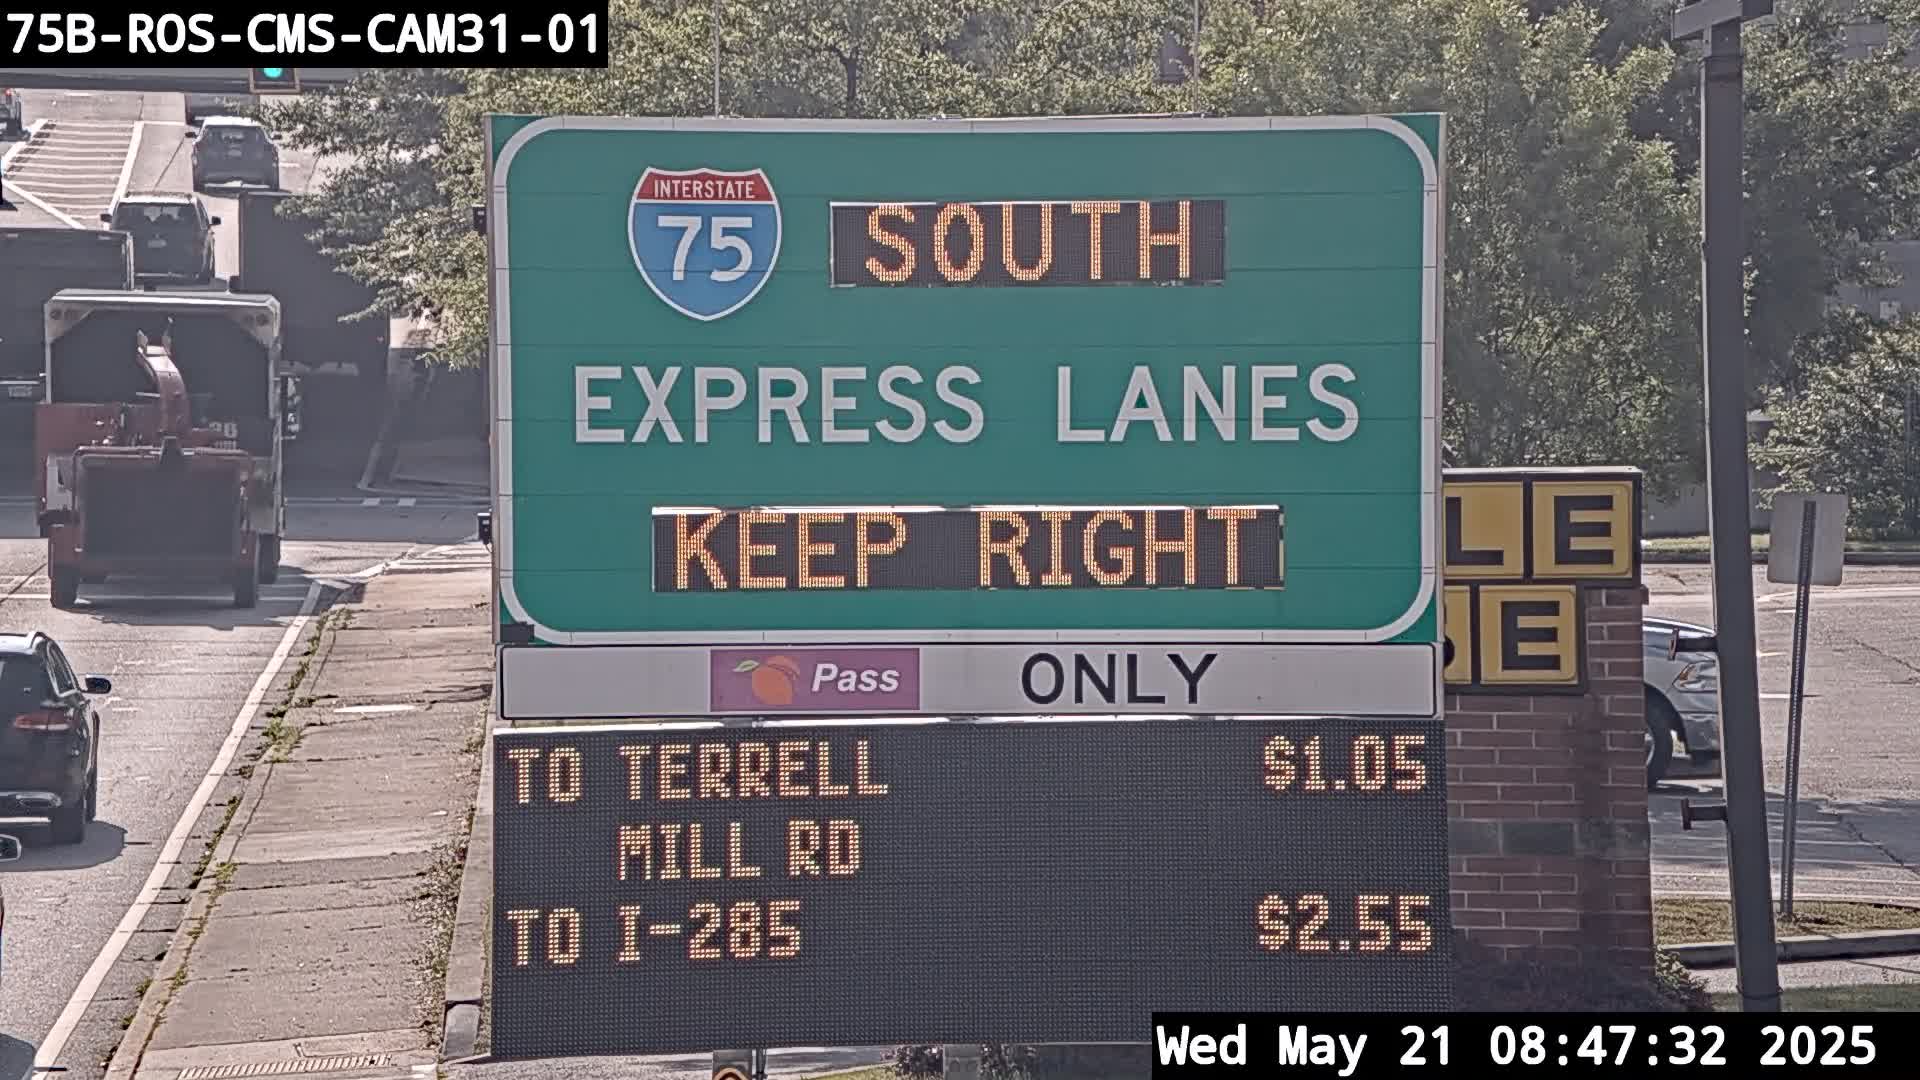 75B-ROS-CMS-CAM31-01
INTERSTATE
75
SOUTH
EXPRESS LANES
KEEP RIGHT
Pass ONLY
TO TERRELL $1.05
MILL RD
TO I-285 $2.55
LE
E
Wed May 21 08:47:32 2025